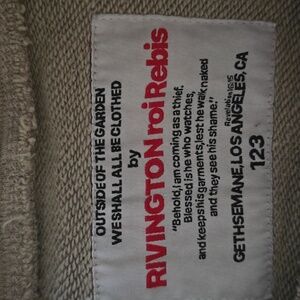 OUTSIDE OF THE GARDEN
WE SHALL ALL BE CLOTHED
by
RIVINGTON roi Rebis
"Behold, I am coming as a thief.
Blessed is he who watches,
and keeps his garments, lest he walk naked
and they see his shame."
Revelation 16:15
GETHSEMANE, LOS ANGELES, CA
123